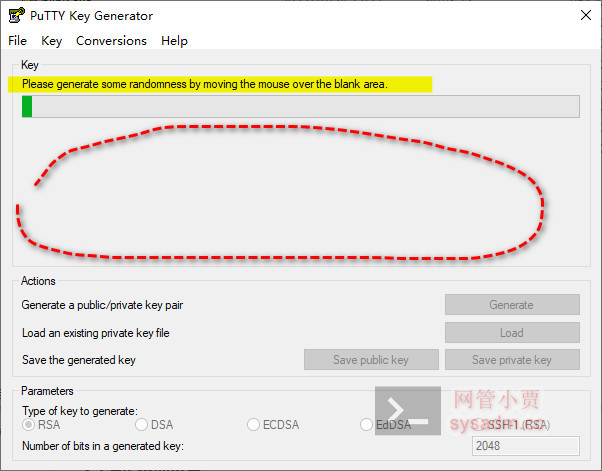 PuTTY Key Generator
File Key Conversions Help
Key
Please generate some randomness by moving the mouse over the blank area.
Actions
Generate a public/private key pair Generate
Load an existing private key file Load
Save the generated key Save public key Save private key
Parameters
Type of key to generate:
RSA DSA ECDSA EdDSA SSH-1 (RSA)
Number of bits in a generated key: 2048
网管小贾
sysadm.cc